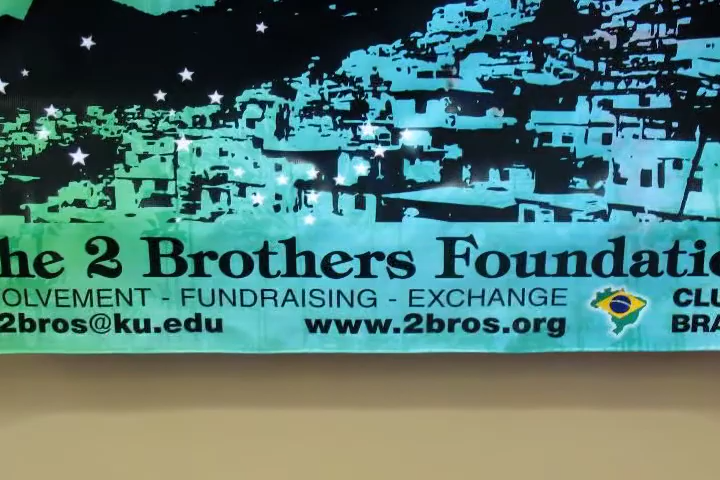 he 2 Brothers Foundatio
OLVEMENT - FUNDRAISING - EXCHANGE CLU
2bros@ku.edu www.2bros.org BRA